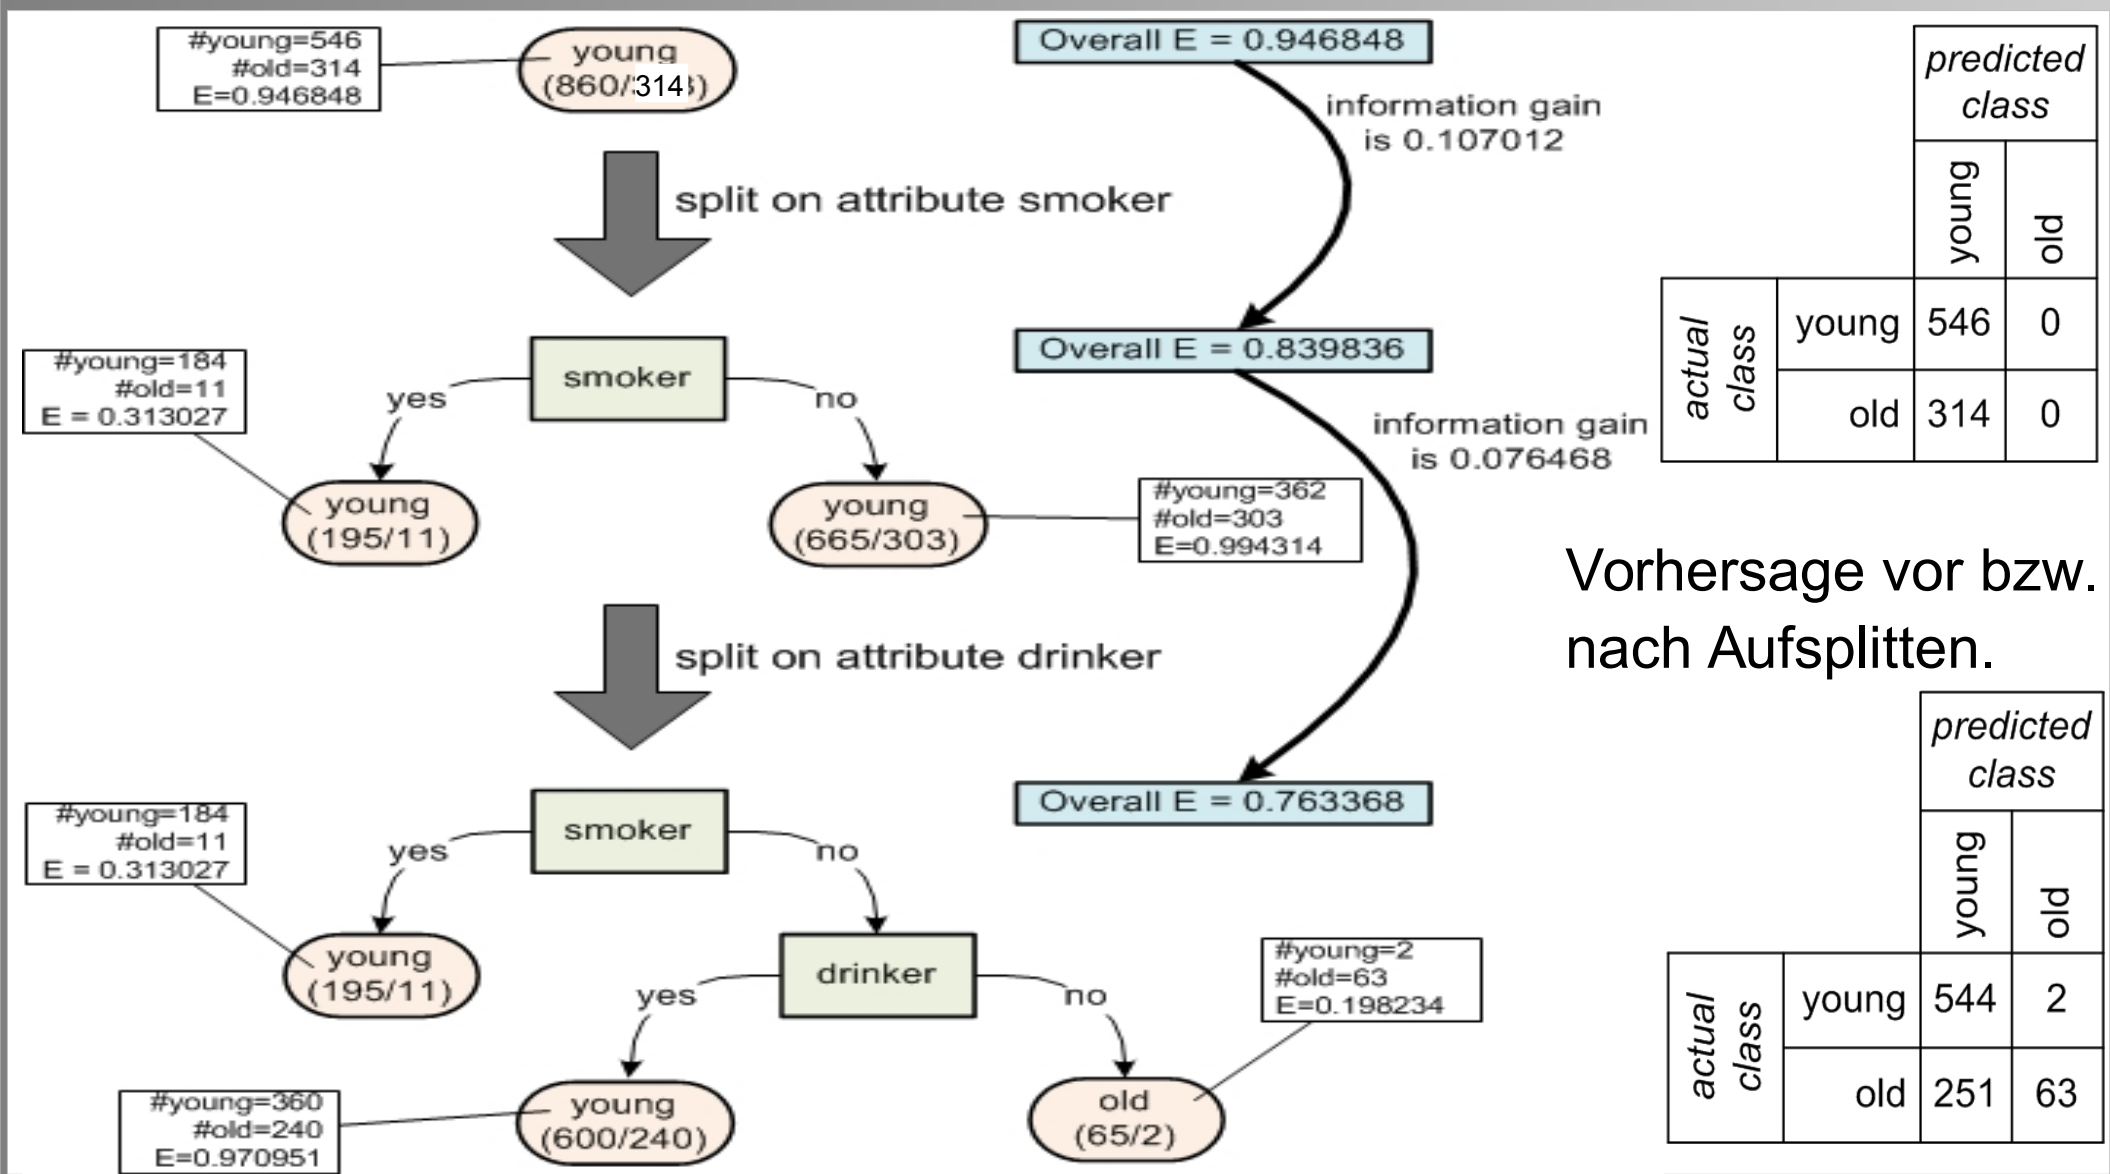 #young=546
#old=314
E=0.946848
young
(860/314)
Overall E = 0.946848
information gain
is 0.107012
split on attribute smoker
predicted
class
young
old
actual
class
young
546
0
old
314
0
Overall E = 0.839836
#young=184
#old=11
E = 0.313027
smoker
yes
no
young
(195/11)
young
(665/303)
#young=362
#old=303
E=0.994314
information gain
is 0.076468
Vorhersage vor bzw.
nach Aufsplitten.
split on attribute drinker
Overall E = 0.763368
#young=184
#old=11
E = 0.313027
smoker
yes
no
young
(195/11)
drinker
yes
no
#young=2
#old=63
E=0.198234
#young=360
#old=240
E=0.970951
young
(600/240)
old
(65/2)
predicted
class
young
old
actual
class
young
544
2
old
251
63